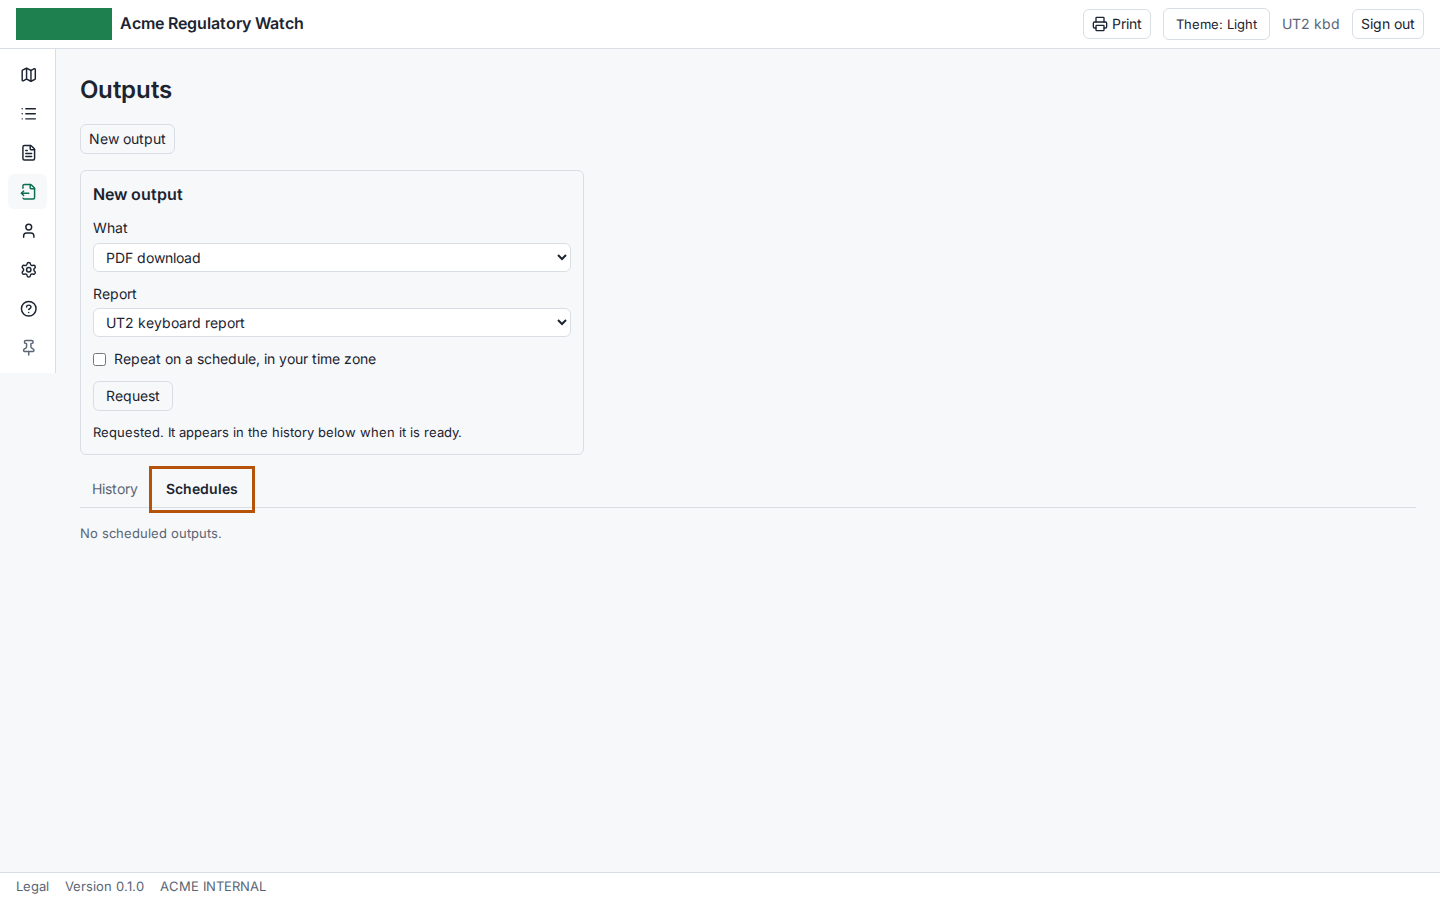 Acme Regulatory Watch
Print
Theme: Light
UT2 kbd
Sign out
Outputs
New output
New output
What
PDF download
Report
UT2 keyboard report
Repeat on a schedule, in your time zone
Request
Requested. It appears in the history below when it is ready.
History
Schedules
No scheduled outputs.
Legal
Version 0.1.0
ACME INTERNAL